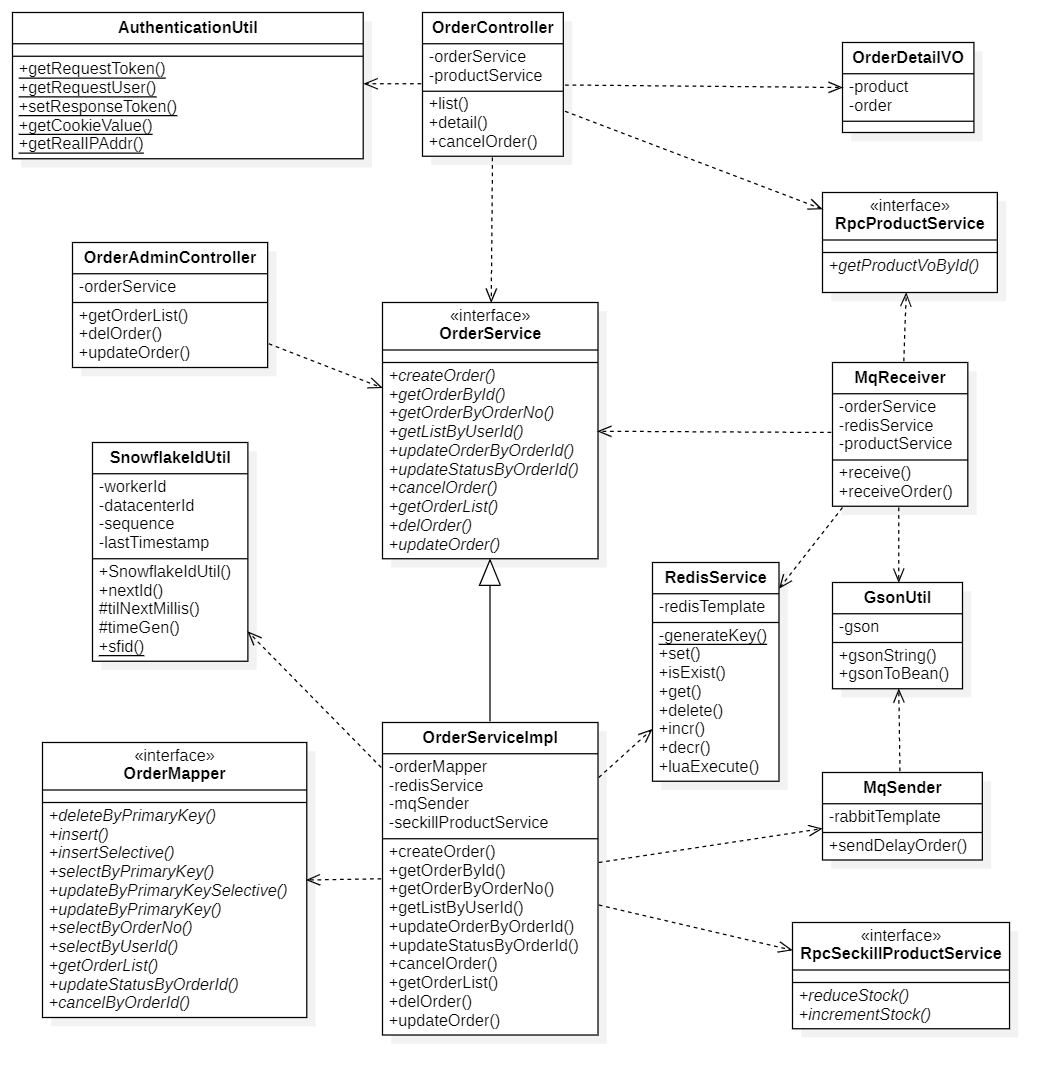 AuthenticationUtil
+getRequestToken()
+getRequestUser()
+setResponseToken()
+getCookieValue()
+getReallPAddr()
OrderController
-orderService
-productService
+list()
+detail()
+cancelOrder()
OrderDetailVO
-product
-order
«interface»
RpcProductService
+getProductVoById()
OrderAdminController
-orderService
+getOrderList()
+delOrder()
+updateOrder()
«interface»
OrderService
+createOrder()
+getOrderById()
+getOrderByOrderNo()
+getListByUserId()
+updateOrderByOrderId()
+updateStatusByOrderId()
+cancelOrder()
+getOrderList()
+delOrder()
+updateOrder()
MqReceiver
-orderService
-redisService
-productService
+receive()
+receiveOrder()
SnowflakeIdUtil
-workerId
-datacenterId
-sequence
-lastTimestamp
+SnowflakeIdUtil()
+nextId()
#tilNextMillis()
#timeGen()
+sfid()
RedisService
-redisTemplate
-generateKey()
+set()
+isExist()
+get()
+delete()
+incr()
+decr()
+luaExecute()
GsonUtil
-gson
+gsonString()
+gsonToBean()
«interface»
OrderMapper
+deleteByPrimaryKey()
+insert()
+insertSelective()
+selectByPrimaryKey()
+updateByPrimaryKeySelective()
+updateByPrimaryKey()
+selectByOrderNo()
+selectByUserId()
+getOrderList()
+updateStatusByOrderId()
+cancelByOrderId()
OrderServiceImpl
-orderMapper
-redisService
-mqSender
-seckillProductService
+createOrder()
+getOrderById()
+getOrderByOrderNo()
+getListByUserId()
+updateOrderByOrderId()
+updateStatusByOrderId()
+cancelOrder()
+getOrderList()
+delOrder()
+updateOrder()
MqSender
-rabbitTemplate
+sendDelayOrder()
«interface»
RpcSeckillProductService
+reduceStock()
+incrementStock()